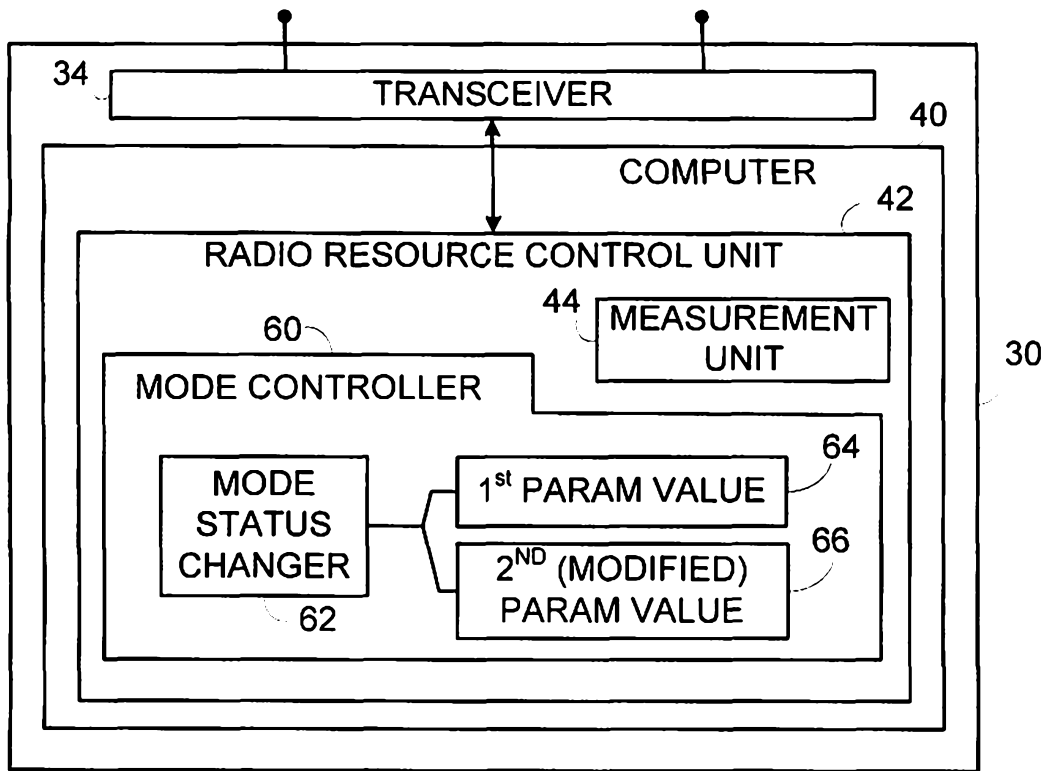 34
TRANSCEIVER
40
COMPUTER
42
RADIO RESOURCE CONTROL UNIT
44
MEASUREMENT
UNIT
60
30
MODE CONTROLLER
64
MODE
STATUS
CHANGER
1st PARAM VALUE
66
2ND (MODIFIED)
PARAM VALUE
62